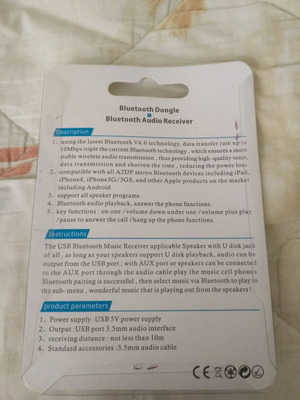 Bluetooth Dongle
Bluetooth Audio Receiver
Description
1. using the latest Bluetooth V4.0 technology, data transfer rate up to
10Mbps triple the current Bluetooth technology , which ensures a more
stable wireless audio transmission , thus providing high -quality voice,
data transmission and shorten the time , reducing the power loss
2. compatible with all A2DP stereo Bluetooth devices including iPad,
iPhone4, iPhone3G/3GS, and other Apple products on the market
including Android
3. support all speaker programs
4. Bluetooth audio playback, answer the phone functions.
5. key functions : on one /volume down under one /volume plus play
/pause to answer the call /hang up the phone functions.
Instructions
The USB Bluetooth Music Receiver applicable Speaker with U disk jack
of all , as long as your speakers support U disk playback, audio can be
output from the USB port ; with AUX port or speakers can be connected
to the AUX port through the audio cable play the music cell phones
Bluetooth pairing is successful , then select music via Bluetooth to play to
the sub- menu , wonderful music that is playing out from the speakers !
product parameters
1. Power supply :USB 5V power supply
2. Output :USB port 3.5mm audio interface
3. receiving distance : not less than 10m
4. Standard accessories :3.5mm audio cable
CE